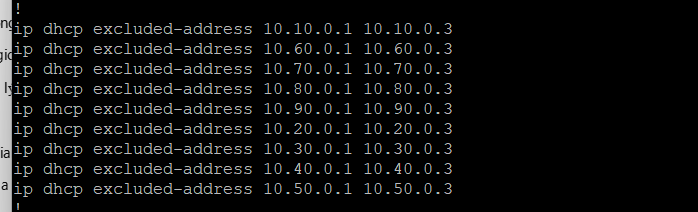 !
ip dhcp excluded-address 10.10.0.1 10.10.0.3
ip dhcp excluded-address 10.60.0.1 10.60.0.3
ip dhcp excluded-address 10.70.0.1 10.70.0.3
ip dhcp excluded-address 10.80.0.1 10.80.0.3
ip dhcp excluded-address 10.90.0.1 10.90.0.3
ip dhcp excluded-address 10.20.0.1 10.20.0.3
ip dhcp excluded-address 10.30.0.1 10.30.0.3
ip dhcp excluded-address 10.40.0.1 10.40.0.3
ip dhcp excluded-address 10.50.0.1 10.50.0.3
!